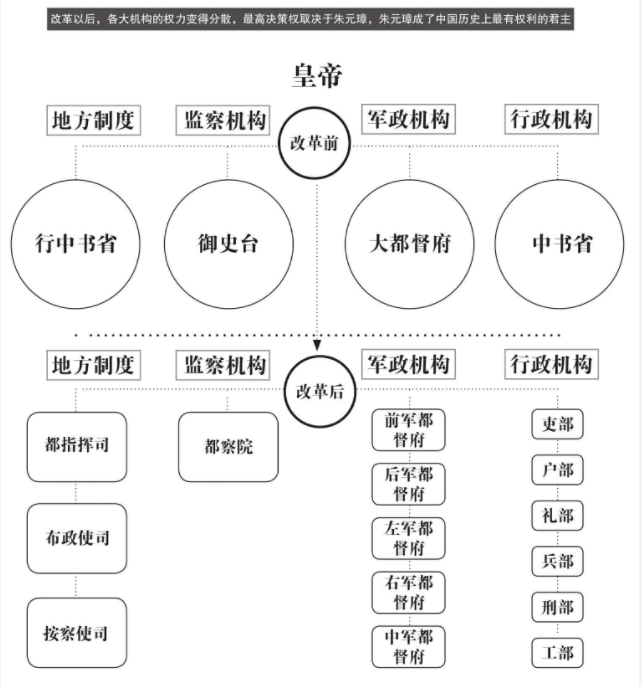 改革以后，各大机构的权力变得分散，最高决策权取决于朱元璋，朱元璋成了中国历史上最有权利的君主
皇帝
地方制度
监察机构
改革前
军政机构
行政机构
行中书省
御史台
大都督府
中书省
地方制度
监察机构
改革后
军政机构
行政机构
都指挥司
布政使司
按察使司
都察院
前军都
督府
后军都
督府
左军都
督府
右军都
督府
中军都
督府
吏部
户部
礼部
兵部
刑部
工部